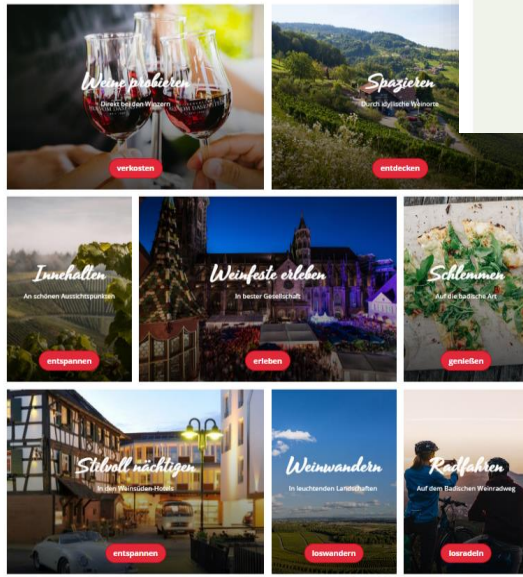 Weine probieren
Direkt bei den Winzern
verkosten
Spazieren
Durch idyllische Weinorte
entdecken
Innehalten
An schönen Aussichtspunkten
entspannen
Weinfeste erleben
In bester Gesellschaft
erleben
Schlemmen
Auf die badische Art
genießen
Stilvoll nächtigen
In den Weinsüden-Hotels
entspannen
Weinwandern
In leuchtenden Landschaften
loswandern
Radfahren
Auf dem Badischen Weinradweg
losradeln